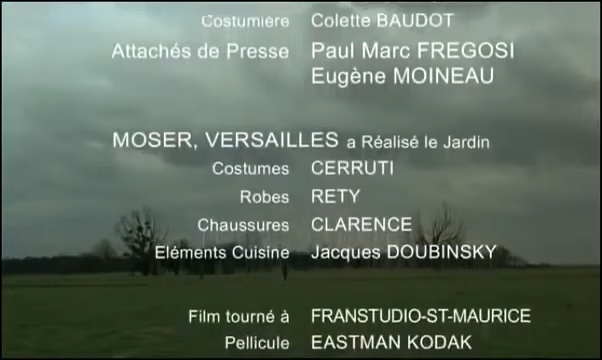 Costumière Colette BAUDOT
Attachés de Presse Paul Marc FREGOSI
Eugène MOINEAU
MOSER, VERSAILLES a Réalisé le Jardin
Costumes CERRUTI
Robes RETY
Chaussures CLARENCE
Eléments Cuisine Jacques DOUBINSKY
Film tourné à FRANSTUDIO-ST-MAURICE
Pellicule EASTMAN KODAK